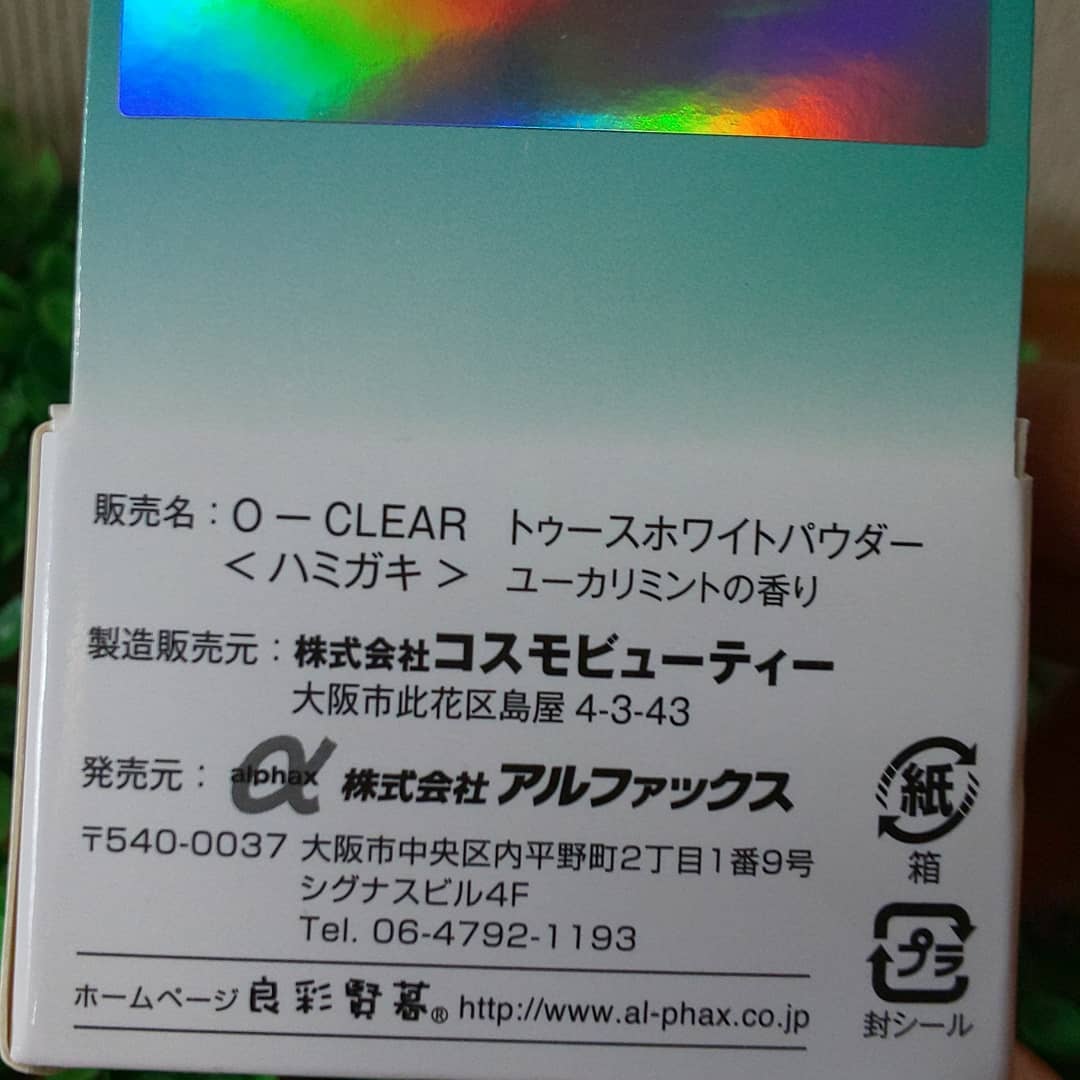 販売名：O－CLEAR　トゥースホワイトパウダー
＜ハミガキ＞　ユーカリミントの香り
製造販売元：株式会社コスモビューティー
大阪市此花区島屋 4-3-43
発売元：alphax α 株式会社 アルファックス
〒540-0037 大阪市中央区内平野町2丁目1番9号
シグナスビル4F
Tel. 06-4792-1193
ホームページ 良彩賢暮® http://www.al-phax.co.jp
紙
箱
プラ
封シール